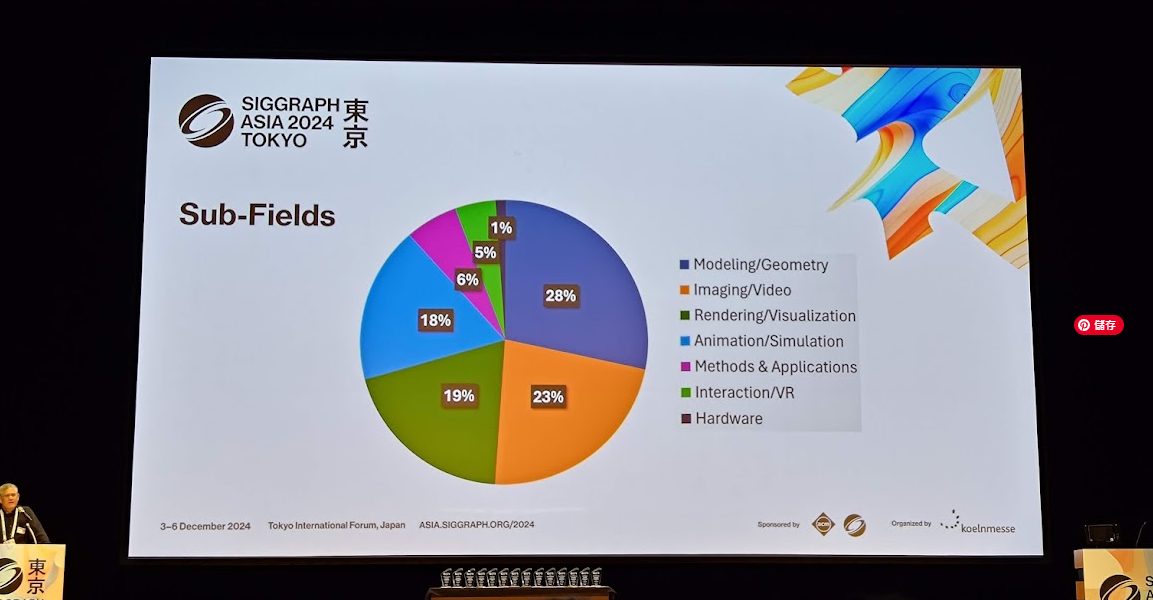 SIGGRAPH
ASIA 2024
TOKYO
東京
Sub-Fields
1%
5%
6%
28%
18%
19%
23%
Modeling/Geometry
Imaging/Video
Rendering/Visualization
Animation/Simulation
Methods & Applications
Interaction/VR
Hardware
儲存
3–6 December 2024 Tokyo International Forum, Japan ASIA.SIGGRAPH.ORG/2024
Sponsored by
Organized by koelnmesse
東京